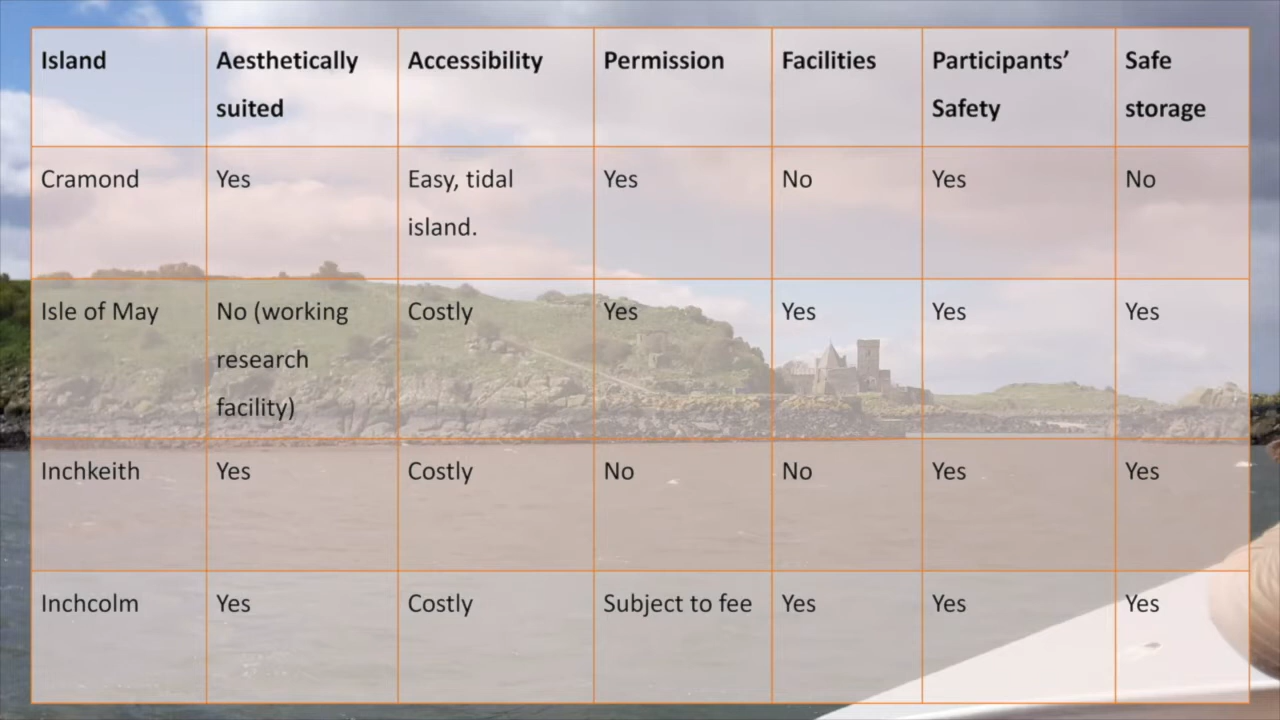 Island Aesthetically suited Accessibility Permission Facilities Participants’ Safety Safe storage
Cramond Yes Easy, tidal island. Yes No Yes No
Isle of May No (working research facility) Costly Yes Yes Yes Yes
Inchkeith Yes Costly No No Yes Yes
Inchcolm Yes Costly Subject to fee Yes Yes Yes